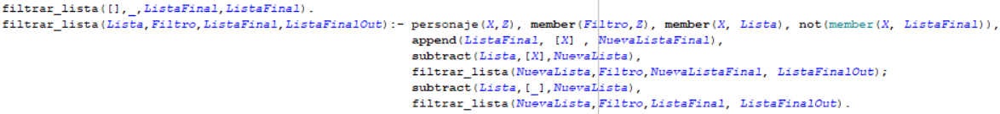 filtrar_lista([],_,ListaFinal,ListaFinal).
filtrar_lista(Lista,Filtro,ListaFinal,ListaFinalOut):- personaje(X,Z), member(Filtro,Z), member(X, Lista), not(member(X, ListaFinal)),
append(ListaFinal, [X] , NuevaListaFinal),
subtract(Lista,[X],NuevaLista),
filtrar_lista(NuevaLista,Filtro,NuevaListaFinal, ListaFinalOut);
subtract(Lista,[_],NuevaLista),
filtrar_lista(NuevaLista,Filtro,ListaFinal, ListaFinalOut).